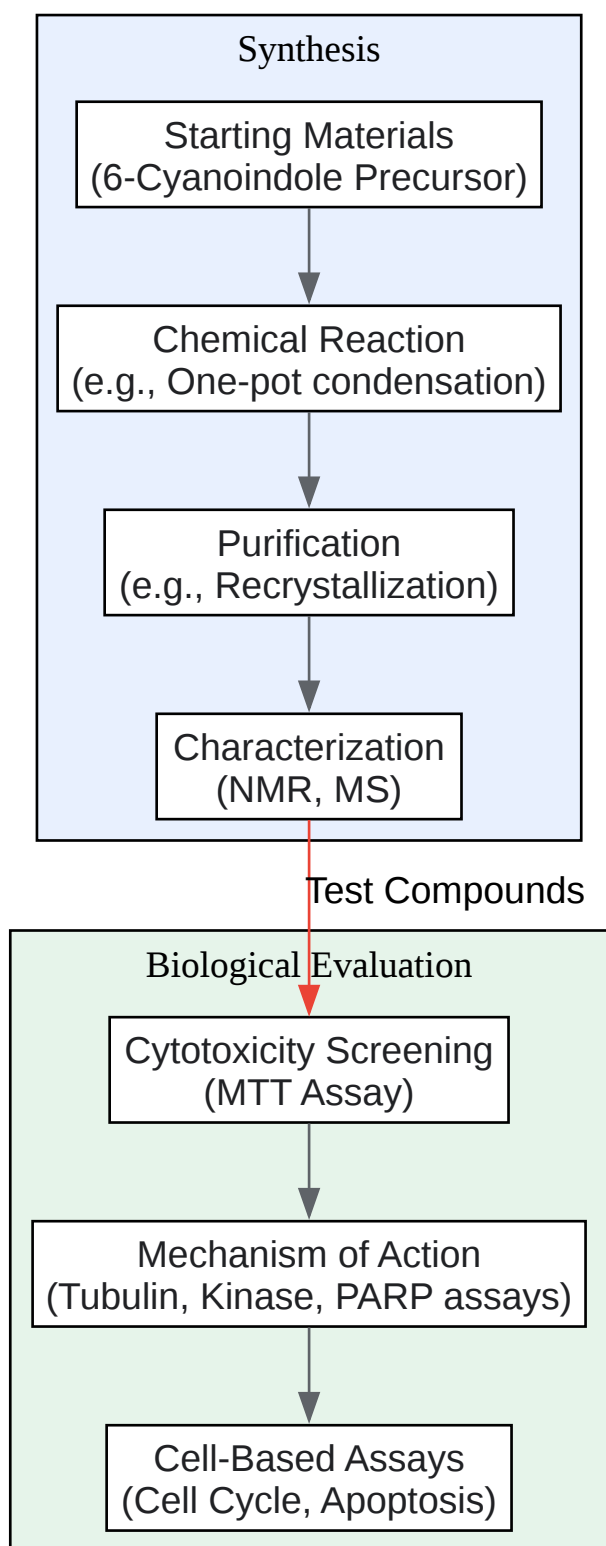 Synthesis
Starting Materials
(6-Cyanoindole Precursor)
Chemical Reaction
(e.g., One-pot condensation)
Purification
(e.g., Recrystallization)
Characterization
(NMR, MS)
Test Compounds
Biological Evaluation
Cytotoxicity Screening
(MTT Assay)
Mechanism of Action
(Tubulin, Kinase, PARP assays)
Cell-Based Assays
(Cell Cycle, Apoptosis)